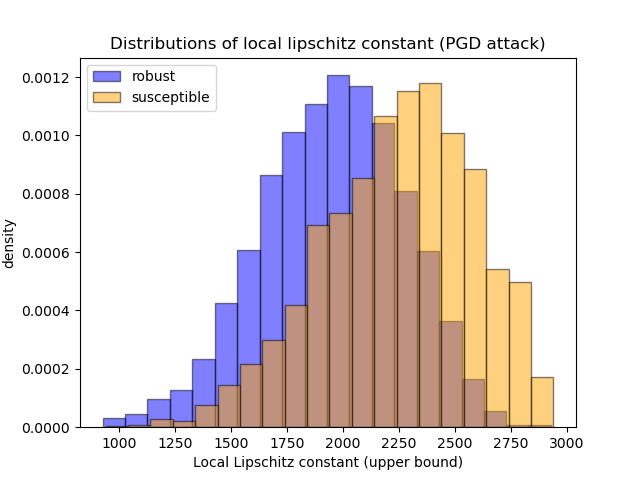 Distributions of local lipschitz constant (PGD attack)
robust
susceptible
density
0.0012
0.0010
0.0008
0.0006
0.0004
0.0002
0.0000
1000 1250 1500 1750 2000 2250 2500 2750 3000
Local Lipschitz constant (upper bound)